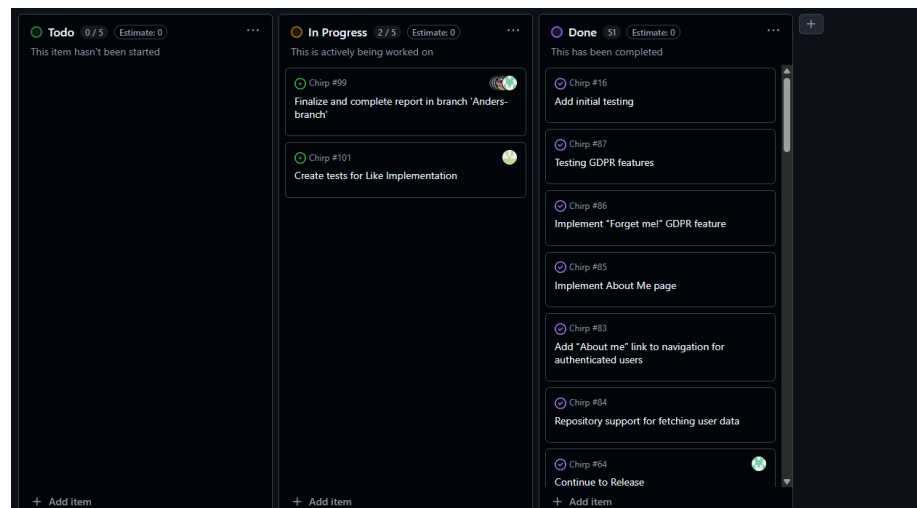 Todo 0 / 5 Estimate: 0 ...
This item hasn't been started
+ Add item
In Progress 2 / 5 Estimate: 0 ...
This is actively being worked on
Chirp #99
Finalize and complete report in branch 'Anders-
branch'
Chirp #101
Create tests for Like Implementation
+ Add item
Done 51 Estimate: 0 ...
This has been completed
Chirp #16
Add initial testing
Chirp #87
Testing GDPR features
Chirp #86
Implement “Forget me!” GDPR feature
Chirp #85
Implement About Me page
Chirp #83
Add “About me” link to navigation for
authenticated users
Chirp #84
Repository support for fetching user data
Chirp #64
Continue to Release
+ Add item
+